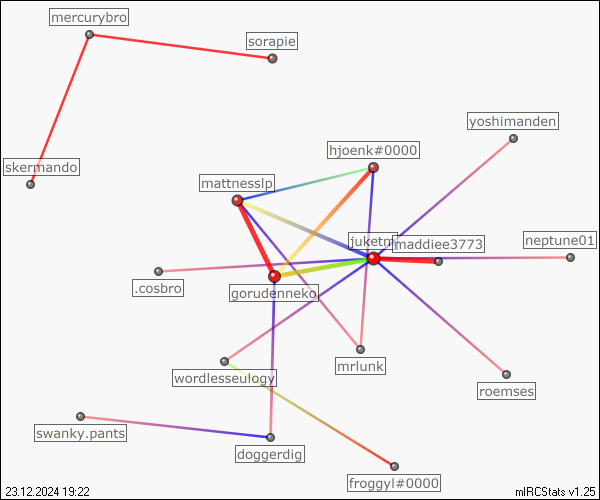 mercurybro
sorapie
yoshimanden
hjoenk#0000
skermando
mattnesslp
juketm
maddiee3773
neptune01
.cosbro
gorudenneko
mrlunk
wordlesseulogy
roemses
swanky.pants
doggerdig
froggyl#0000
23.12.2024 19:22
mIRCStats v1.25